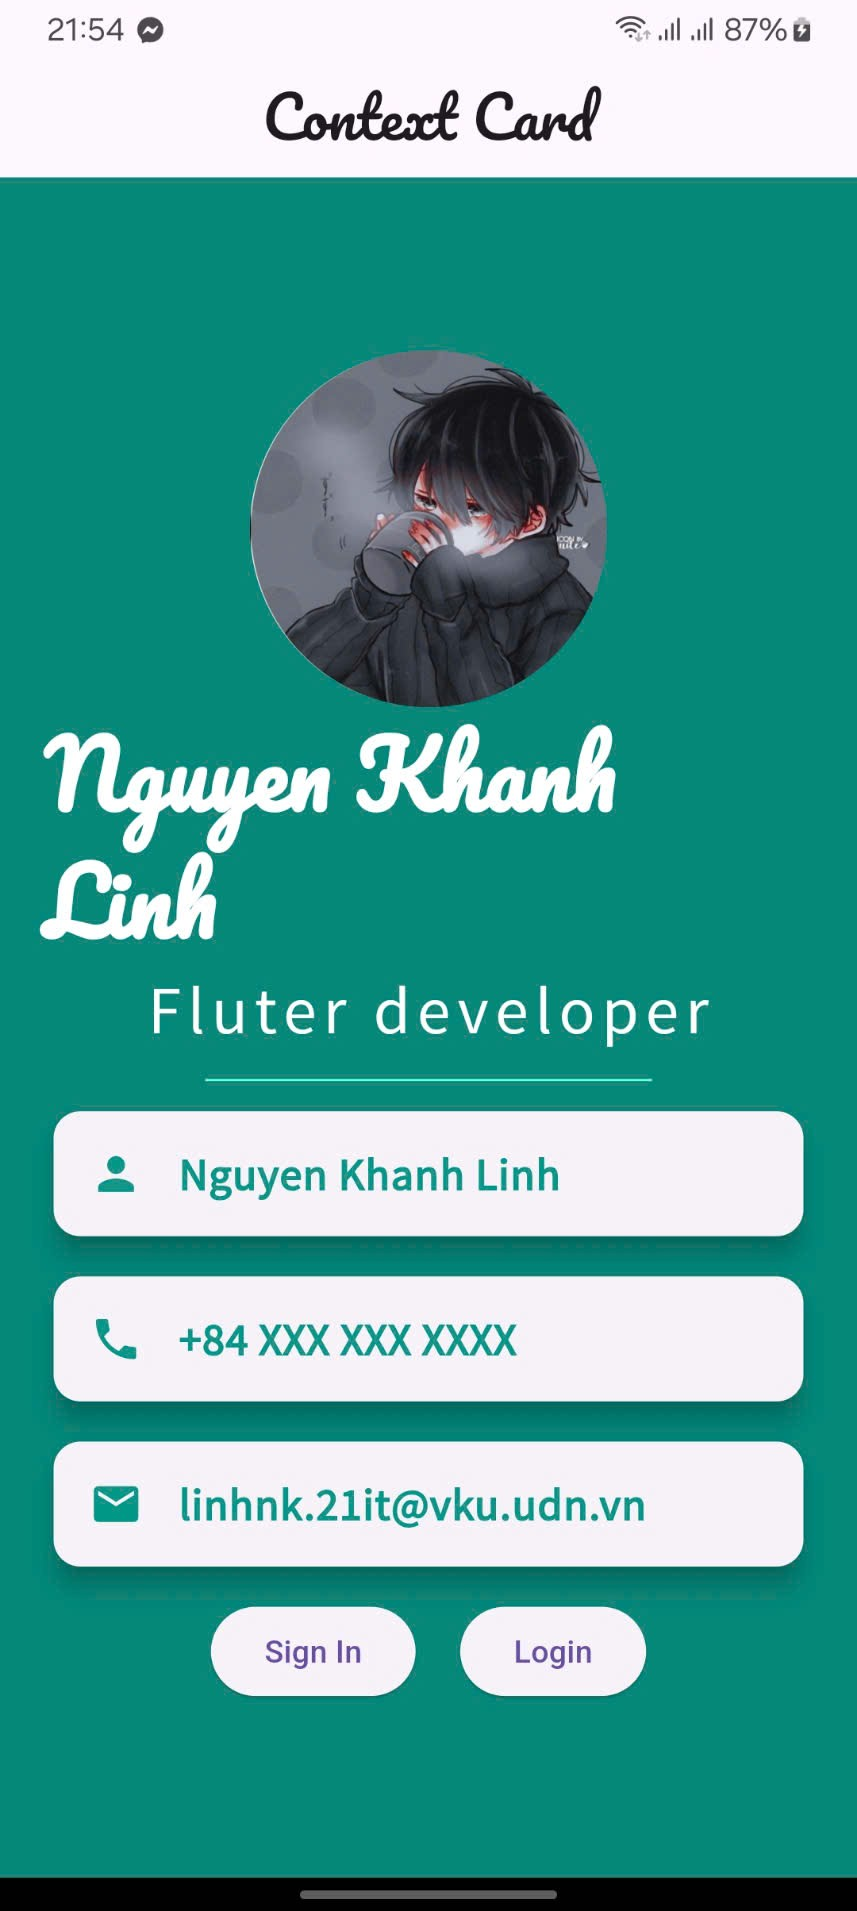 21:54
87%
Context Card
Nguyen Khanh
Linh
Fluter developer
Nguyen Khanh Linh
+84 XXX XXX XXXX
linhnk.21it@vku.udn.vn
Sign In
Login